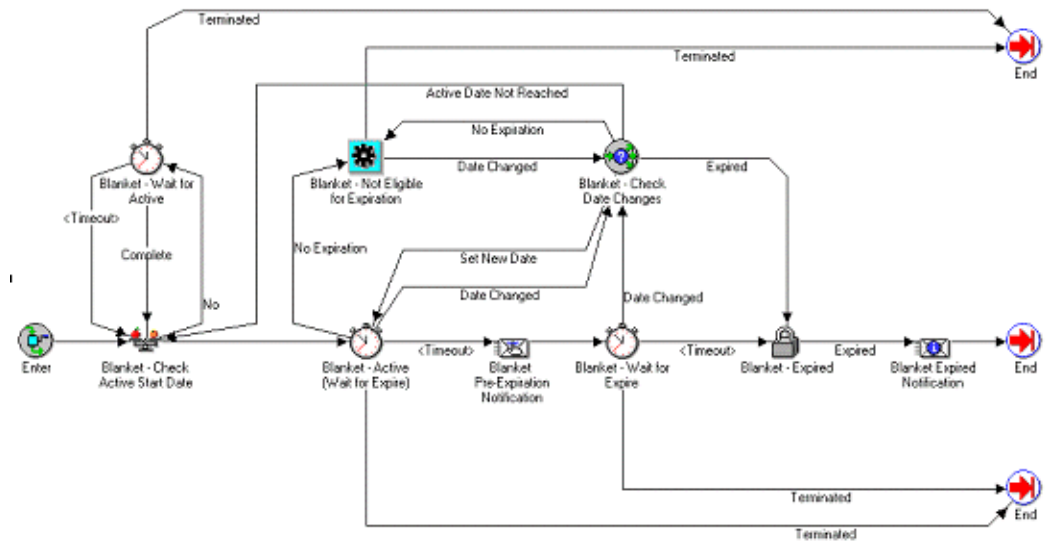 Terminated
Terminated
End
Active Date Not Reached
No Expiration
Date Changed
Expired
Blanket - Wait for
Active
Blanket - Not Eligible
for Expiration
Blanket - Check
Date Changes
<Timeout>
Complete
No Expiration
Set New Date
Date Changed
No
Date Changed
Enter
Blanket - Check
Active Start Date
Blanket - Active
(Wait for Expire)
<Timeout>
Blanket
Pre-Expiration
Notification
Blanket - Wait for
Expire
<Timeout>
Blanket - Expired
Expired
Blanket Expired
Notification
End
Terminated
End
Terminated